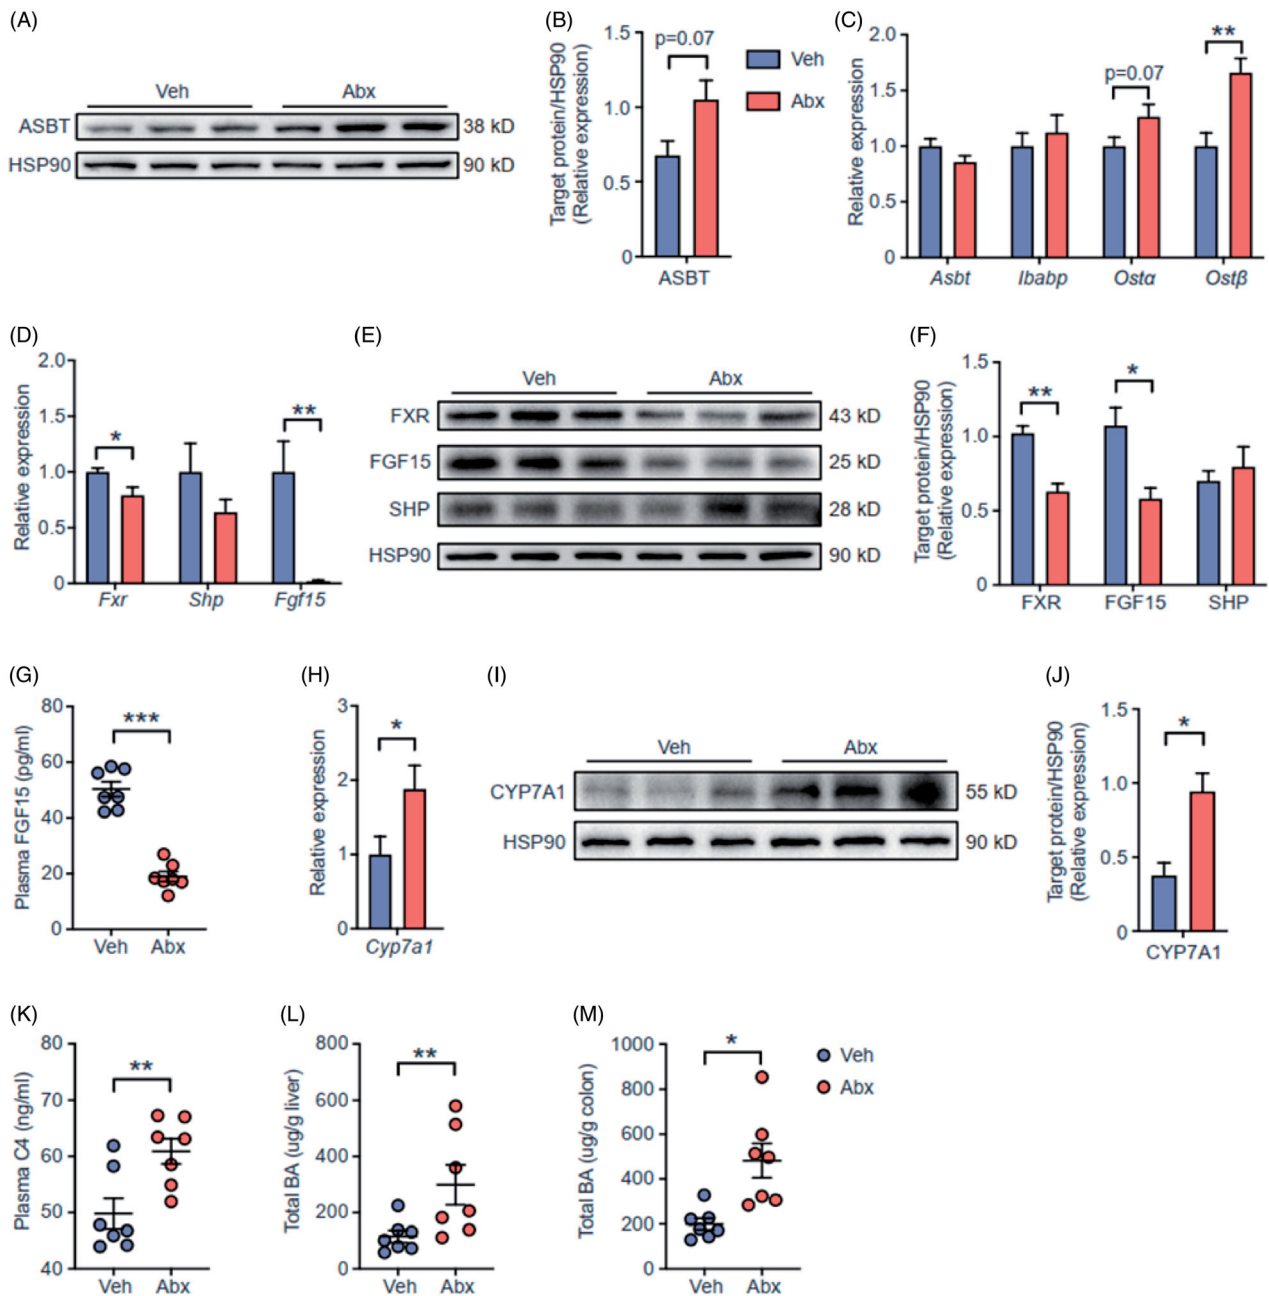 (A)
Veh Abx
ASBT 38 kD
HSP90 90 kD
(B)
Target protein/HSP90
(Relative expression)
1.5
1.0
0.5
0
p=0.07
ASBT
Veh
Abx
(C)
Relative expression
2.0
1.5
1.0
0.5
0
p=0.07
**
Asbt Ibabp Ostα Ostβ
(D)
Relative expression
2.0
1.5
1.0
0.5
0
*
**
Fxr Shp Fgf15
(E)
Veh Abx
FXR 43 kD
FGF15 25 kD
SHP 28 kD
HSP90 90 kD
(F)
Target protein/HSP90
(Relative expression)
1.5
1.0
0.5
0
**
*
FXR FGF15 SHP
(G)
Plasma FGF15 (pg/ml)
80
60
40
20
0
***
Veh Abx
(H)
Relative expression
3
2
1
0
*
Cyp7a1
(I)
Veh Abx
CYP7A1 55 kD
HSP90 90 kD
(J)
Target protein/HSP90
(Relative expression)
1.5
1.0
0.5
0
*
CYP7A1
(K)
Plasma C4 (ng/ml)
80
70
60
50
40
**
Veh Abx
(L)
Total BA (ug/g liver)
800
600
400
200
0
**
Veh Abx
(M)
Total BA (ug/g colon)
1000
800
600
400
200
0
*
Veh Abx
Veh
Abx